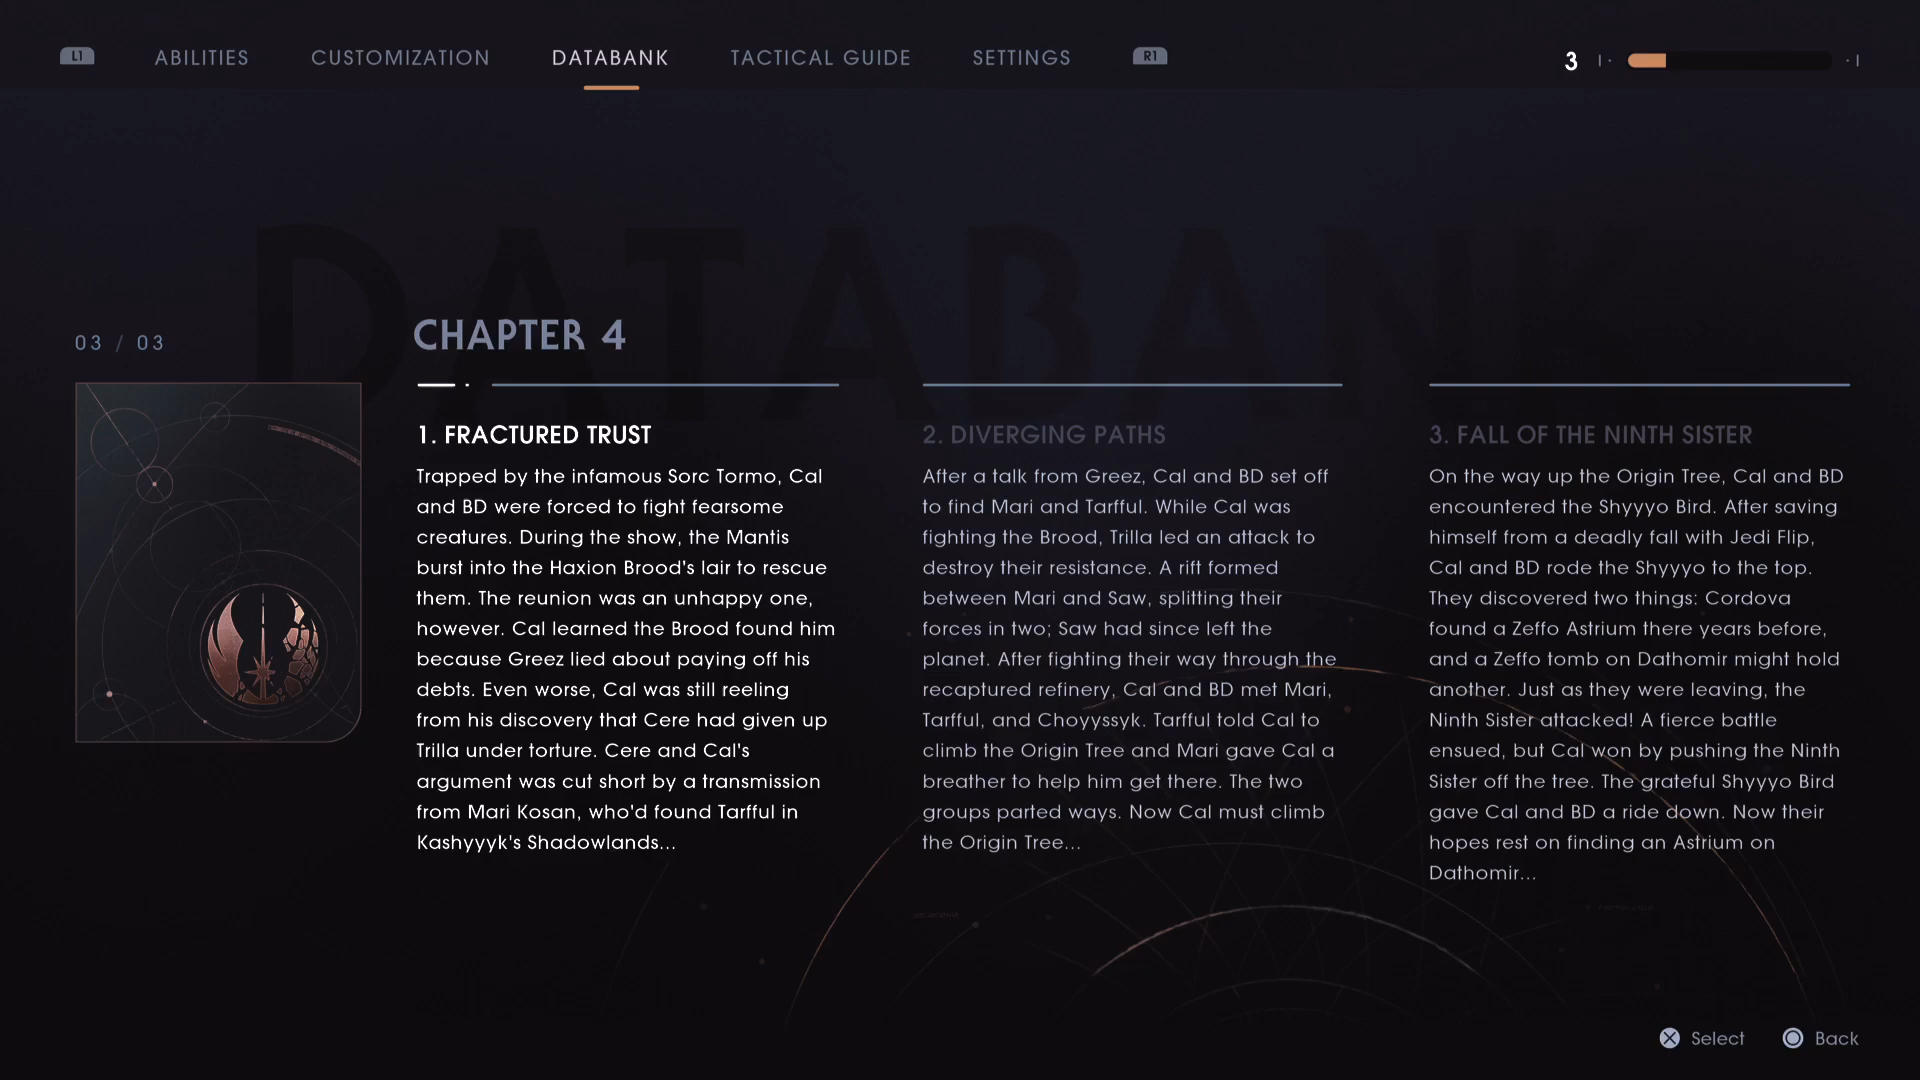 L1 ABILITIES CUSTOMIZATION DATABANK TACTICAL GUIDE SETTINGS R1 3
DATABANK
03 / 03
CHAPTER 4
1. FRACTURED TRUST
Trapped by the infamous Sorc Tormo, Cal
and BD were forced to fight fearsome
creatures. During the show, the Mantis
burst into the Haxion Brood's lair to rescue
them. The reunion was an unhappy one,
however. Cal learned the Brood found him
because Greez lied about paying off his
debts. Even worse, Cal was still reeling
from his discovery that Cere had given up
Trilla under torture. Cere and Cal's
argument was cut short by a transmission
from Mari Kosan, who'd found Tarfful in
Kashyyyk's Shadowlands...
2. DIVERGING PATHS
After a talk from Greez, Cal and BD set off
to find Mari and Tarfful. While Cal was
fighting the Brood, Trilla led an attack to
destroy their resistance. A rift formed
between Mari and Saw, splitting their
forces in two; Saw had since left the
planet. After fighting their way through the
recaptured refinery, Cal and BD met Mari,
Tarfful, and Choyyssyk. Tarfful told Cal to
climb the Origin Tree and Mari gave Cal a
breather to help him get there. The two
groups parted ways. Now Cal must climb
the Origin Tree...
3. FALL OF THE NINTH SISTER
On the way up the Origin Tree, Cal and BD
encountered the Shyyyo Bird. After saving
himself from a deadly fall with Jedi Flip,
Cal and BD rode the Shyyyo to the top.
They discovered two things: Cordova
found a Zeffo Astrium there years before,
and a Zeffo tomb on Dathomir might hold
another. Just as they were leaving, the
Ninth Sister attacked! A fierce battle
ensued, but Cal won by pushing the Ninth
Sister off the tree. The grateful Shyyyo Bird
gave Cal and BD a ride down. Now their
hopes rest on finding an Astrium on
Dathomir...
Select Back